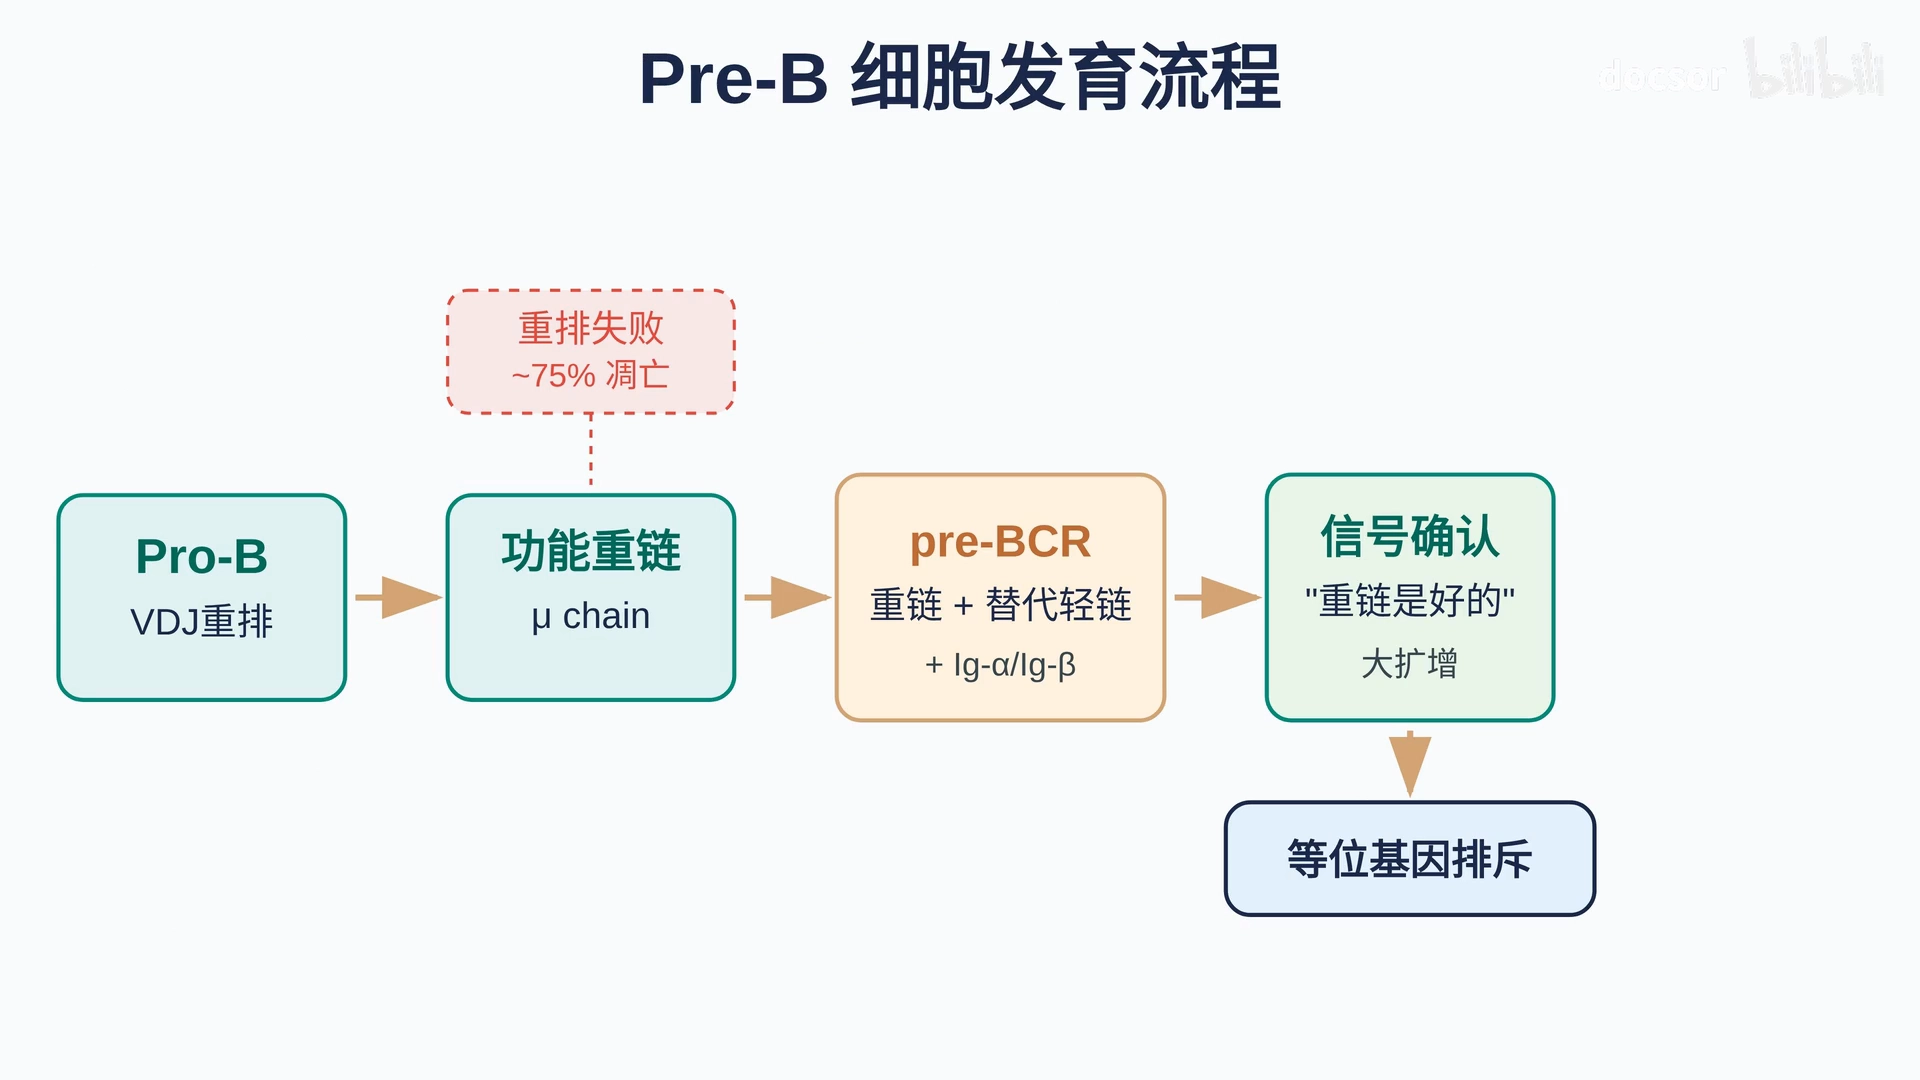 Pre-B 细胞发育流程
docsor bilibili
重排失败
~75% 凋亡
Pro-B
VDJ重排
功能重链
μ chain
pre-BCR
重链 + 替代轻链
+ Ig-α/Ig-β
信号确认
"重链是好的"
大扩增
等位基因排斥